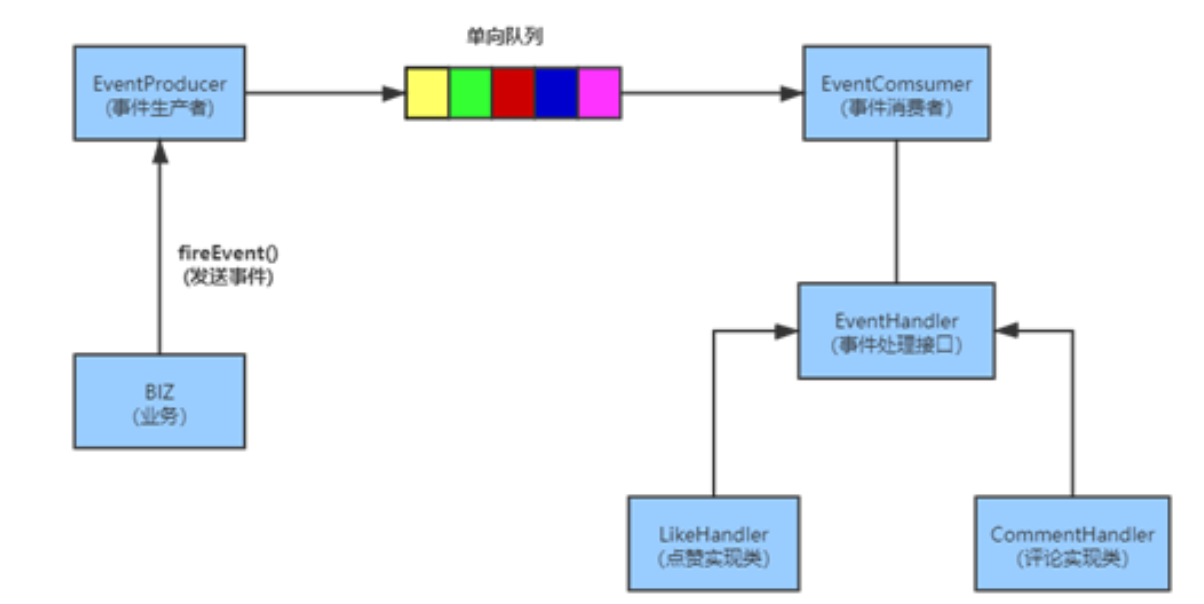 单向队列
EventProducer
(事件生产者)
EventComsumer
(事件消费者)
fireEvent()
(发送事件)
EventHandler
(事件处理接口)
BIZ
(业务)
LikeHandler
(点赞实现类)
CommentHandler
(评论实现类)